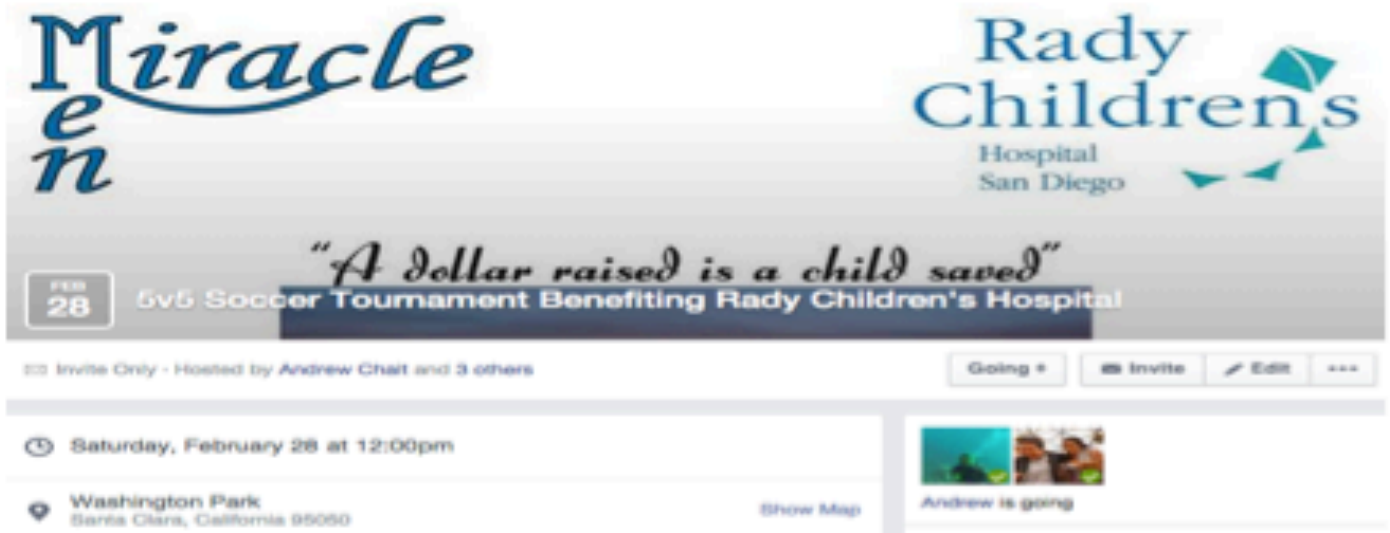 Miracle
Men
Rady
Children's
Hospital
San Diego
“A dollar raised is a child saved”
FEB
28
5v5 Soccer Tournament Benefiting Rady Children's Hospital
Invite Only - Hosted by Andrew Chait and 3 others
Going
Invite
Edit
...
Saturday, February 28 at 12:00pm
Washington Park
Santa Clara, California 95050
Show Map
Andrew is going